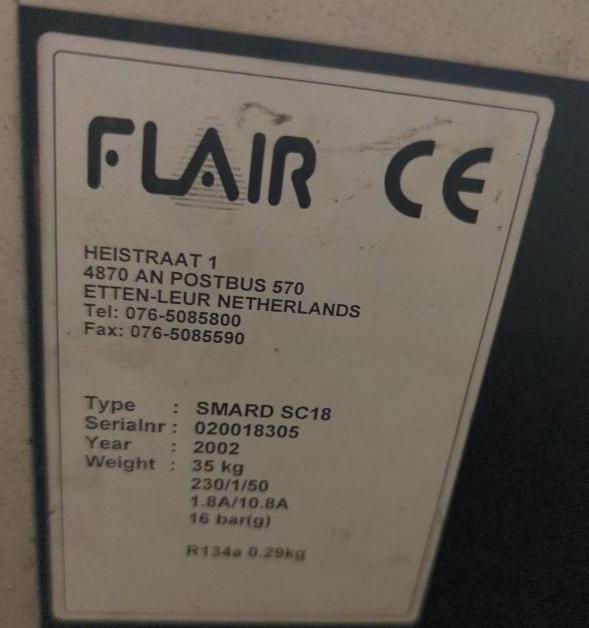 FLAIR CE
HEISTRAAT 1
4870 AN POSTBUS 570
ETTEN-LEUR NETHERLANDS
Tel: 076-5085800
Fax: 076-5085590
Type : SMARD SC18
Serialnr : 020018305
Year : 2002
Weight : 35 kg
230/1/50
1.8A/10.8A
16 bar(g)
R134a 0.29kg